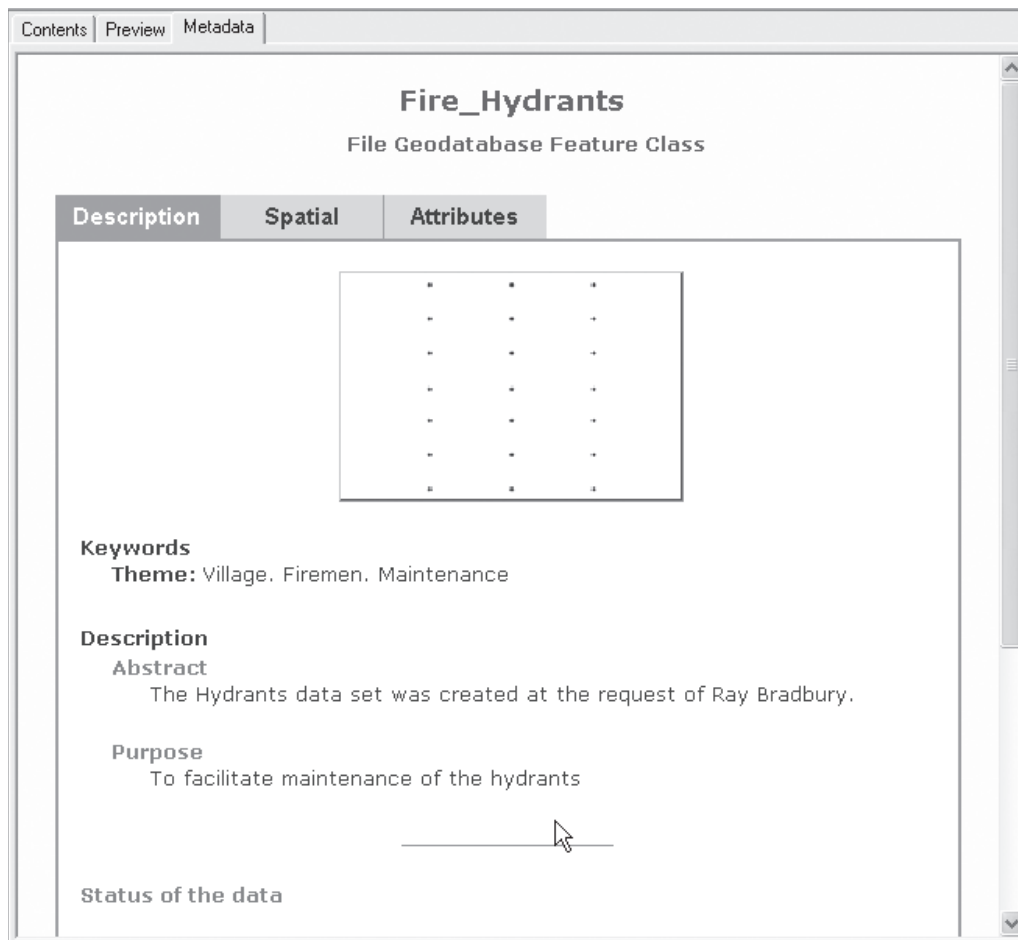 Contents Preview Metadata
Fire_Hydrants
File Geodatabase Feature Class
Description Spatial Attributes
Keywords
Theme: Village. Firemen. Maintenance
Description
Abstract
The Hydrants data set was created at the request of Ray Bradbury.
Purpose
To facilitate maintenance of the hydrants
Status of the data